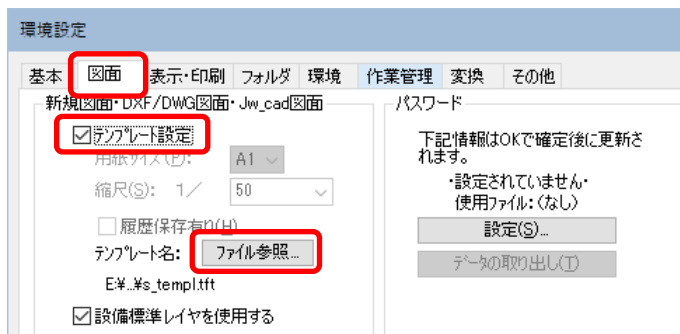 環境設定
基本 図面 表示・印刷 フォルダ 環境 作業管理 変換 その他
新規図面・DXF/DWG図面・Jw_cad図面
テンプレート設定
用紙サイズ(P): A1
縮尺(S): 1／ 50
履歴保存有り(H)
テンプレート名: ファイル参照...
E:¥...¥s_templ.tft
設備標準レイヤを使用する
パスワード
下記情報はOKで確定後に更新さ
れます。
・設定されていません・
使用ファイル:(なし)
設定(S)...
データの取り出し(T)